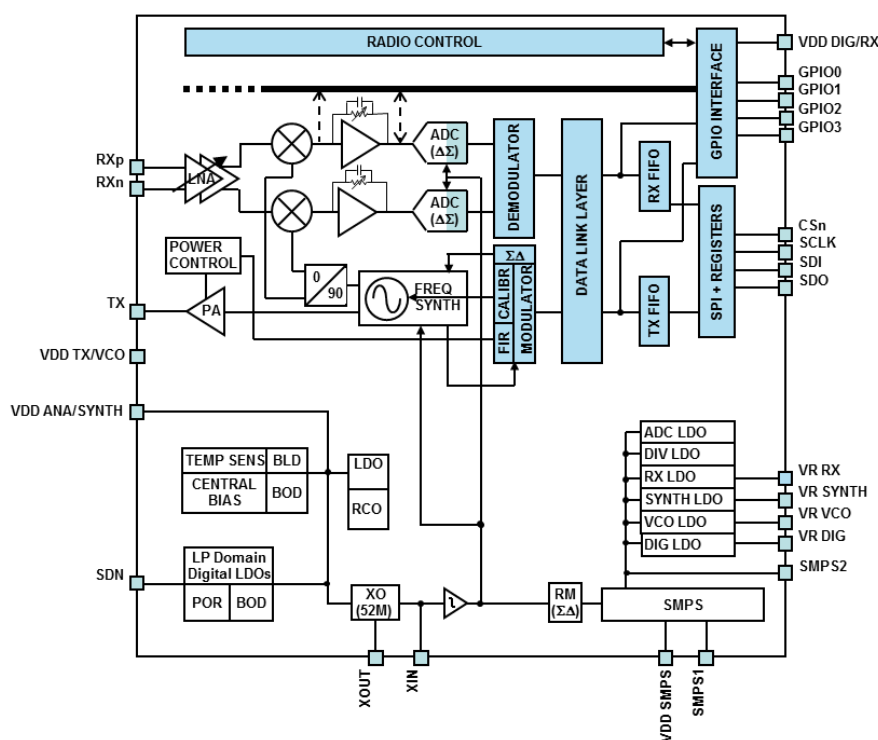 RADIO CONTROL
VDD DIG/RX
GPIO INTERFACE
GPIO0
GPIO1
GPIO2
GPIO3
RXp
RXn
LNA
ADC
(ΔΣ)
ADC
(ΔΣ)
DEMODULATOR
DATA LINK LAYER
RX FIFO
TX FIFO
SPI + REGISTERS
CSn
SCLK
SDI
SDO
POWER
CONTROL
0
90
FREQ
SYNTH
ΣΔ
CALIBR
FIR
MODULATOR
TX
PA
VDD TX/VCO
VDD ANA/SYNTH
TEMP SENS
BLD
CENTRAL
BIAS
BOD
LDO
RCO
ADC LDO
DIV LDO
RX LDO
SYNTH LDO
VCO LDO
DIG LDO
VR RX
VR SYNTH
VR VCO
VR DIG
SMPS2
SDN
LP Domain
Digital LDOs
POR
BOD
XO
(52M)
RM
(ΣΔ)
SMPS
XOUT
XIN
VDD SMPS
SMPS1